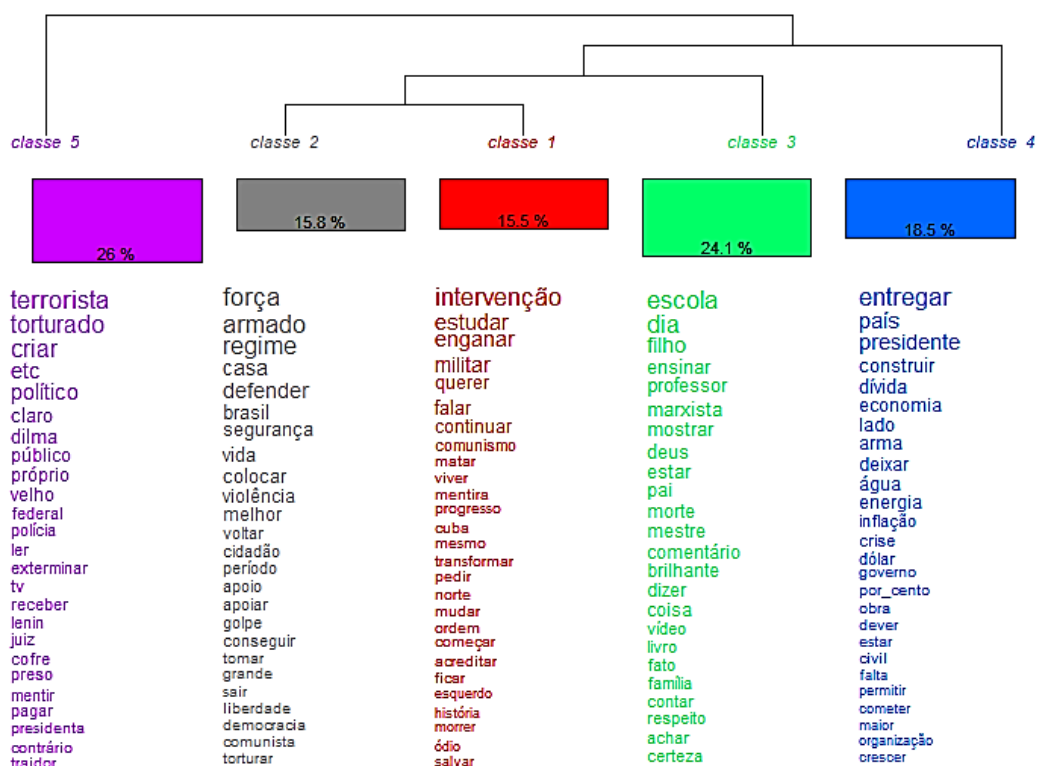 classe 5
classe 2
classe 1
classe 3
classe 4
26 %
15.8 %
15.5 %
24.1 %
18.5 %
terrorista
torturado
criar
etc
político
claro
dilma
público
próprio
velho
federal
polícia
ler
exterminar
tv
receber
lenin
juiz
cofre
preso
mentir
pagar
presidenta
contrário
traidor
força
armado
regime
casa
defender
brasil
segurança
vida
colocar
violência
melhor
voltar
cidadão
período
apoio
apoiar
golpe
conseguir
tomar
grande
sair
liberdade
democracia
comunista
torturar
intervenção
estudar
enganar
militar
querer
falar
continuar
comunismo
matar
viver
mentira
progresso
cuba
mesmo
transformar
pedir
norte
mudar
ordem
começar
acreditar
ficar
esquerdo
história
morrer
ódio
salvar
escola
dia
filho
ensinar
professor
marxista
mostrar
deus
estar
pai
morte
mestre
comentário
brilhante
dizer
coisa
vídeo
livro
fato
família
contar
respeito
achar
certeza
entregar
país
presidente
construir
dívida
economia
lado
arma
deixar
água
energia
inflação
crise
dólar
governo
por_cento
obra
dever
estar
civil
falta
permitir
cometer
maior
organização
crescer